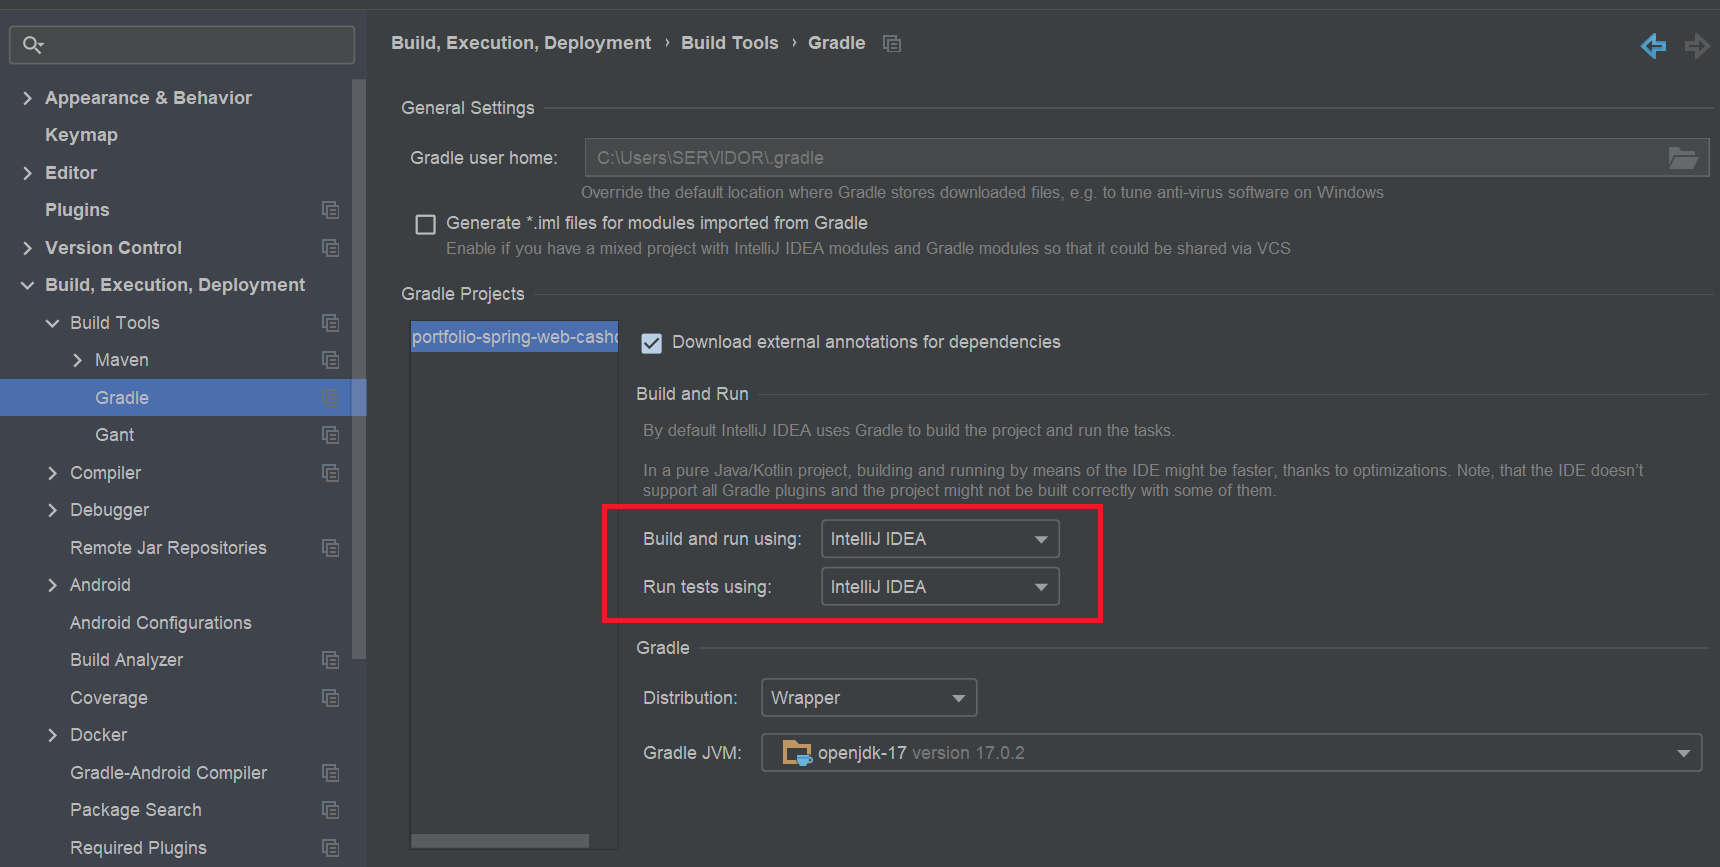 Appearance & Behavior
Keymap
Editor
Plugins
Version Control
Build, Execution, Deployment
Build Tools
Maven
Gradle
Gant
Compiler
Debugger
Remote Jar Repositories
Android
Android Configurations
Build Analyzer
Coverage
Docker
Gradle-Android Compiler
Package Search
Required Plugins
Build, Execution, Deployment › Build Tools › Gradle
General Settings
Gradle user home: C:\Users\SERVIDOR\.gradle
Override the default location where Gradle stores downloaded files, e.g. to tune anti-virus software on Windows
Generate *.iml files for modules imported from Gradle
Enable if you have a mixed project with IntelliJ IDEA modules and Gradle modules so that it could be shared via VCS
Gradle Projects
portfolio-spring-web-cash
Download external annotations for dependencies
Build and Run
By default IntelliJ IDEA uses Gradle to build the project and run the tasks.
In a pure Java/Kotlin project, building and running by means of the IDE might be faster, thanks to optimizations. Note, that the IDE doesn't
support all Gradle plugins and the project might not be built correctly with some of them.
Build and run using: IntelliJ IDEA
Run tests using: IntelliJ IDEA
Gradle
Distribution: Wrapper
Gradle JVM: openjdk-17 version 17.0.2